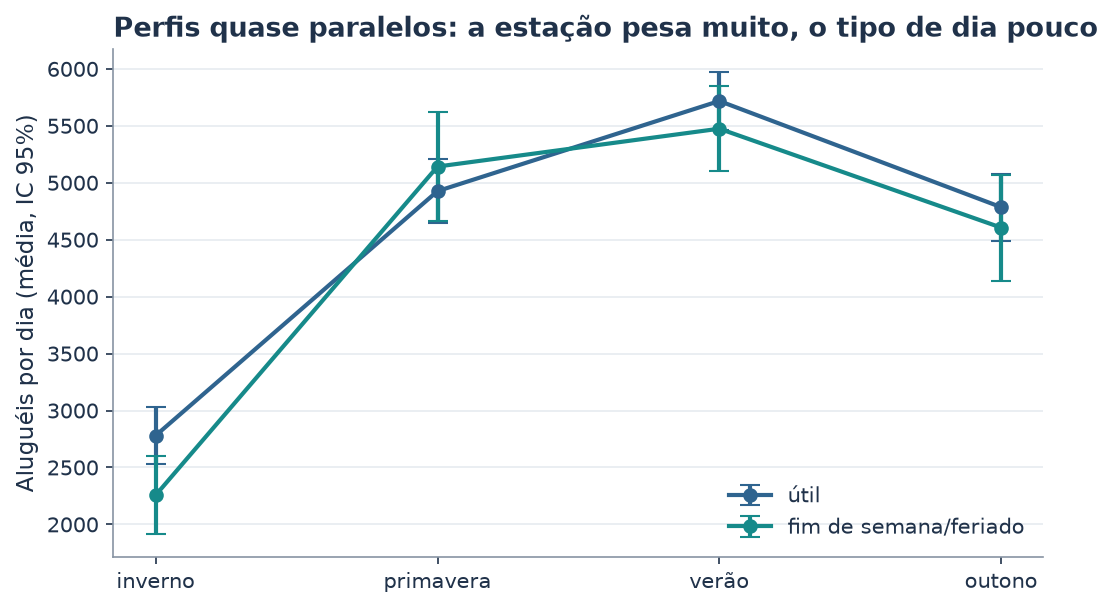 Perfis quase paralelos: a estação pesa muito, o tipo de dia pouco
Aluguéis por dia (média, IC 95%)
6000
5500
5000
4500
4000
3500
3000
2500
2000
útil
fim de semana/feriado
inverno
primavera
verão
outono